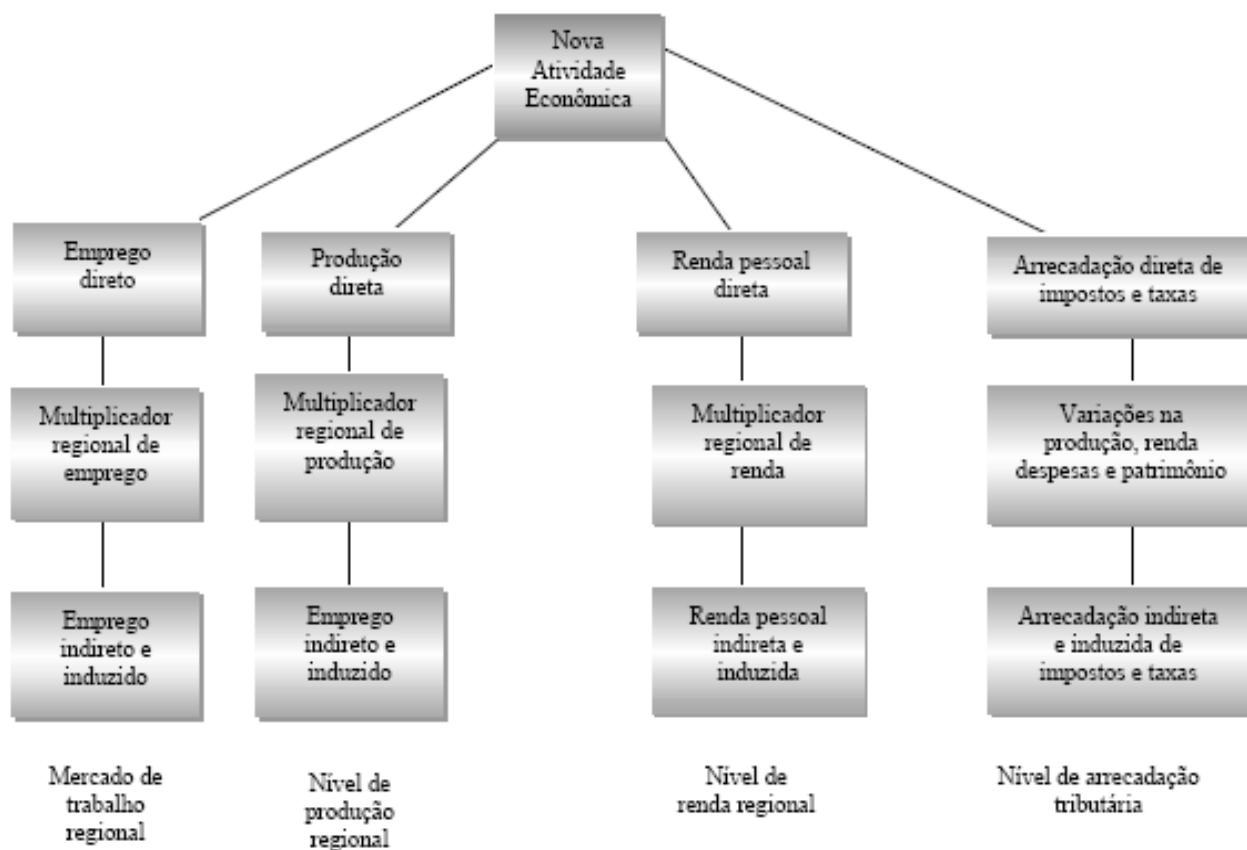 Nova
Atividade
Econômica
Emprego
direto
Produção
direta
Renda pessoal
direta
Arrecadação direta de
impostos e taxas
Multiplicador
regional de
emprego
Multiplicador
regional de
produção
Multiplicador
regional de
renda
Variações na
produção, renda
despesas e patrimônio
Emprego
indireto e
induzido
Emprego
indireto e
induzido
Renda pessoal
indireta e
induzida
Arrecadação indireta
e induzida de
impostos e taxas
Mercado de
trabalho
regional
Nível de
produção
regional
Nível de
renda regional
Nível de arrecadação
tributária